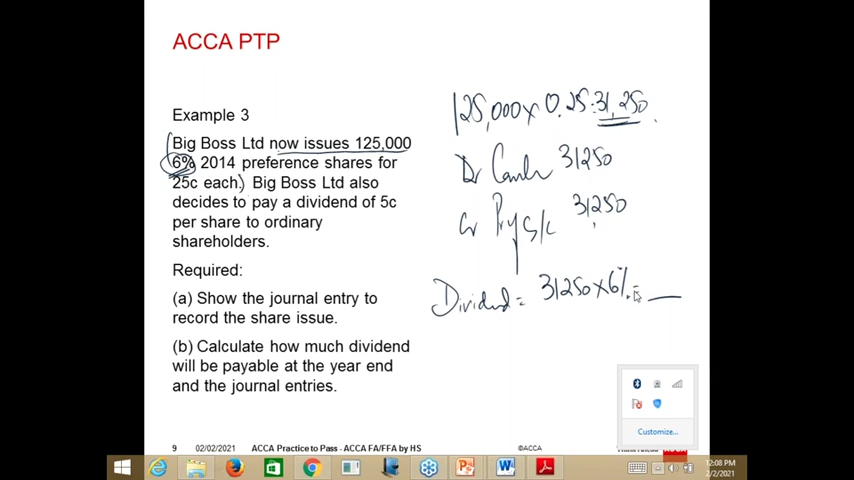 ACCA PTP
Example 3
Big Boss Ltd now issues 125,000
6% 2014 preference shares for
25c each. Big Boss Ltd also
decides to pay a dividend of 5c
per share to ordinary
shareholders.
Required:
(a) Show the journal entry to
record the share issue.
(b) Calculate how much dividend
will be payable at the year end
and the journal entries.
125,000 x 0.25 = 31,250
Dr Cash 31250
Cr S/C 31,250
Dividend = 31250 x 6% =
Customize...
9 02/02/2021 ACCA Practice to Pass - ACCA FA/FFA by HS ©ACCA
12:08 PM
2/2/2021